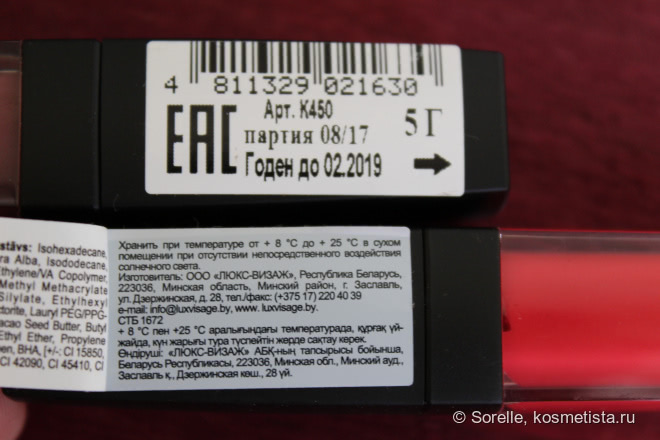 4 811329 021630
Арт. К450
EAC
партия 08/17
5 Г
Годен до 02.2019
stāvs: Isohexadecane,
ra Alba, Isododecane,
Ethylene/VA Copolymer,
Methyl Methacrylate
Silylate, Ethylhexyl
Lauryl PEG/PPG-
acao Seed Butter, Butyl
Ethyl Ether, Propylene
BHA, [+/-: CI 15850,
CI 42090, CI 45410, CI
Хранить при температуре от + 8 °C до + 25 °C в сухом
помещении при отсутствии непосредственного воздействия
солнечного света.
Изготовитель: ООО «ЛЮКС-ВИЗАЖ», Республика Беларусь,
223036, Минская область, Минский район, г. Заславль,
ул.Дзержинская, д. 28, тел./факс: (+375 17) 220 40 39
e-mail: info@luxvisage.by, www.luxvisage.by.
СТБ 1672
+ 8 °C пен +25 °C аралығындағы температурада, құрғақ үй-
жайда, күн жарығы тура түспейтін жерде сақтау керек.
Өндіруші: «ЛЮКС-ВИЗАЖ» АБҚ-ның тапсырысы бойынша,
Беларусь Республикасы, 223036, Минская обл., Минский ауд.,
Заславль қ., Дзержинская көш., 28 үй.
© Sorelle, kosmetista.ru